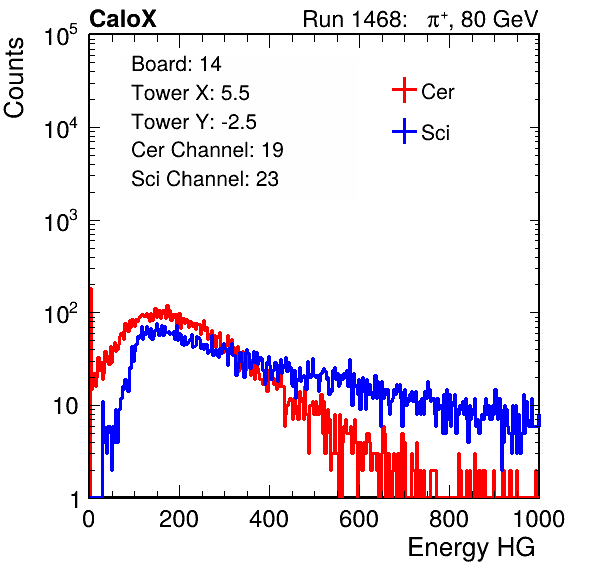 CaloX Run 1468: π⁺, 80 GeV
Counts
10⁵
10⁴
10³
10²
10
1
Board: 14
Tower X: 5.5
Tower Y: -2.5
Cer Channel: 19
Sci Channel: 23
Cer
Sci
0 200 400 600 800 1000
Energy HG